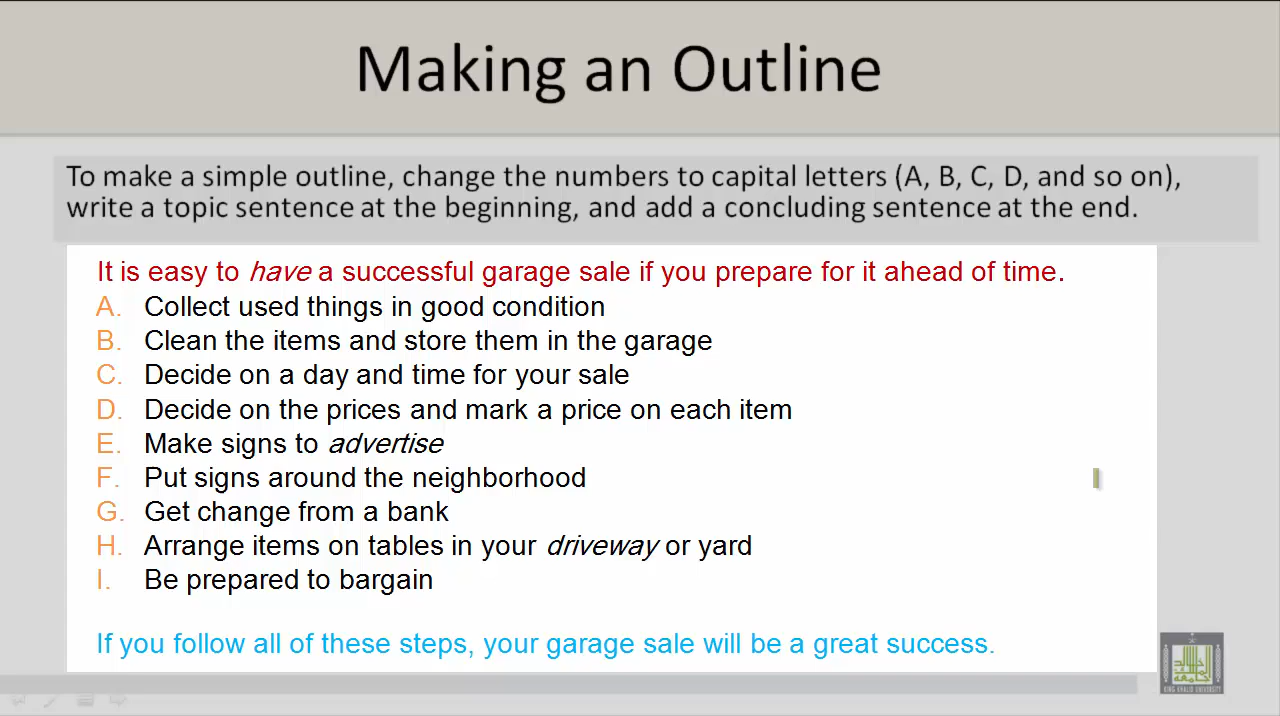 Making an Outline
To make a simple outline, change the numbers to capital letters (A, B, C, D, and so on),
write a topic sentence at the beginning, and add a concluding sentence at the end.
It is easy to have a successful garage sale if you prepare for it ahead of time.
A. Collect used things in good condition
B. Clean the items and store them in the garage
C. Decide on a day and time for your sale
D. Decide on the prices and mark a price on each item
E. Make signs to advertise
F. Put signs around the neighborhood
G. Get change from a bank
H. Arrange items on tables in your driveway or yard
I. Be prepared to bargain
If you follow all of these steps, your garage sale will be a great success.
KING KHALID UNIVERSITY